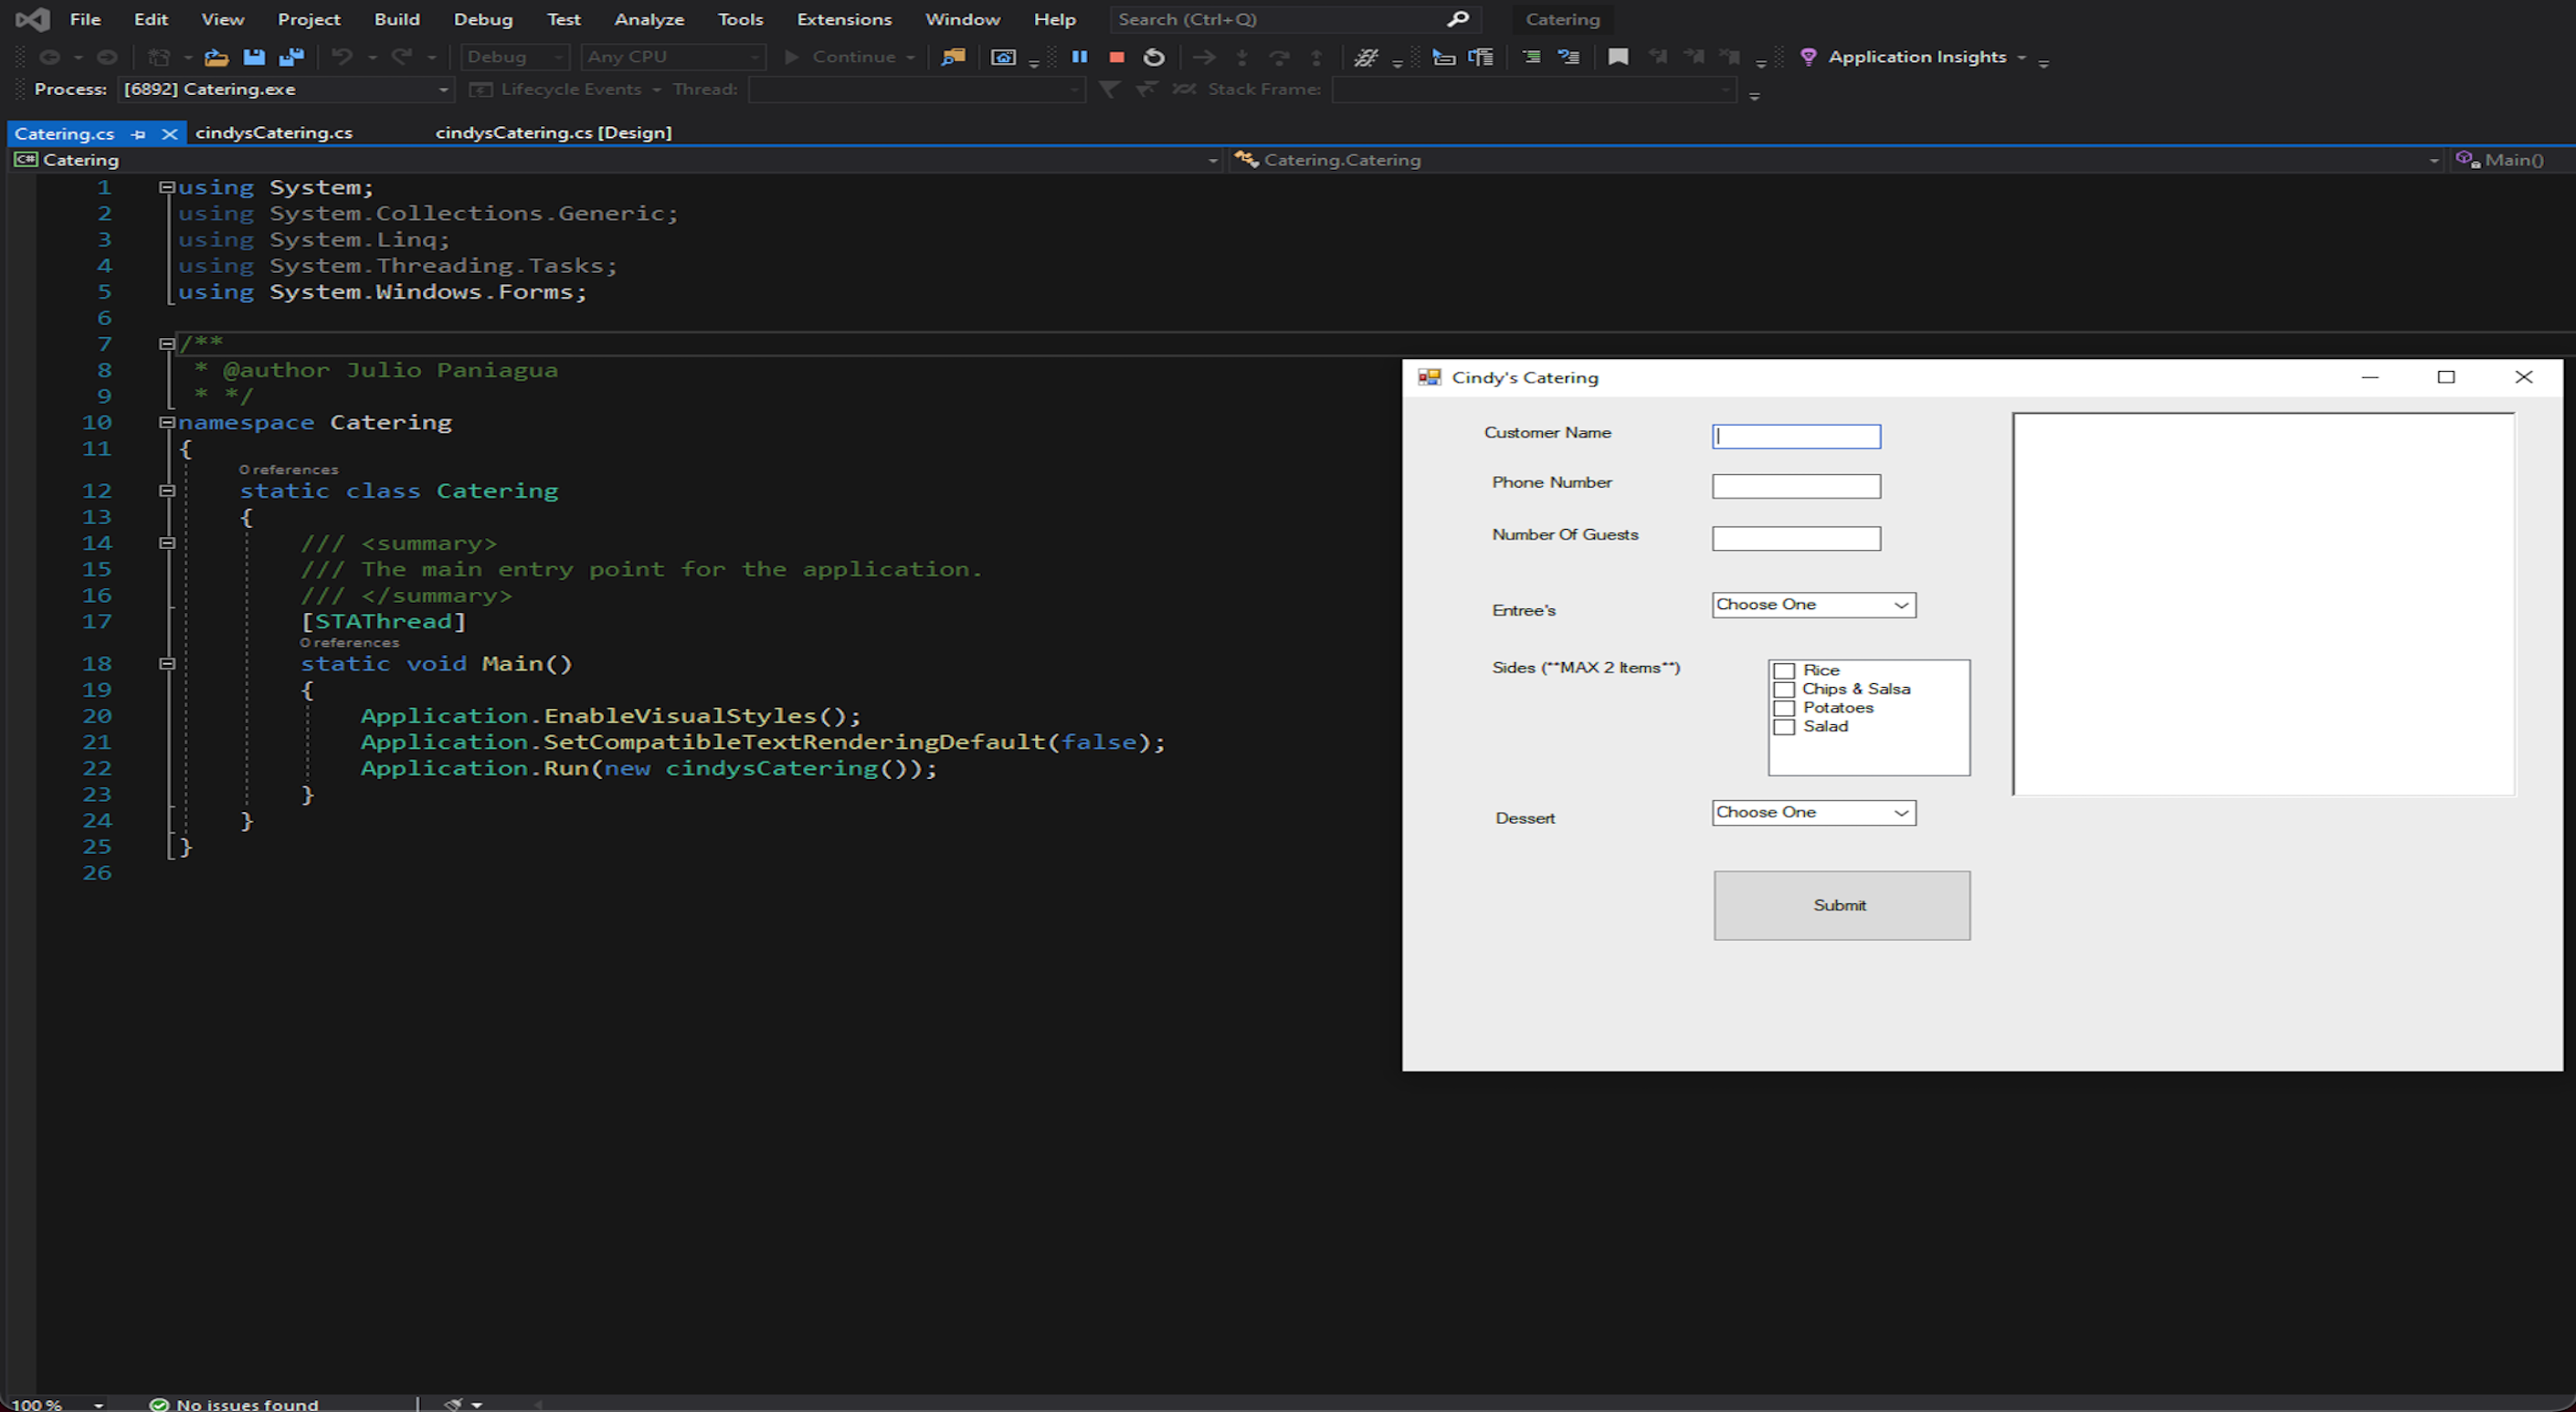 File Edit View Project Build Debug Test Analyze Tools Extensions Window Help Search (Ctrl+Q) Catering
Debug Any CPU Continue Application Insights
Process: [6892] Catering.exe Lifecycle Events Thread: Stack Frame:
Catering.cs cindysCatering.cs cindysCatering.cs [Design]
C# Catering Catering.Catering Main()
1 using System;
2 using System.Collections.Generic;
3 using System.Linq;
4 using System.Threading.Tasks;
5 using System.Windows.Forms;
6
7 /**
8 * @author Julio Paniagua
9 * */
10 namespace Catering
11 {
0 references
12 static class Catering
13 {
14 /// <summary>
15 /// The main entry point for the application.
16 /// </summary>
17 [STAThread]
0 references
18 static void Main()
19 {
20 Application.EnableVisualStyles();
21 Application.SetCompatibleTextRenderingDefault(false);
22 Application.Run(new cindysCatering());
23 }
24 }
25 }
26
Cindy's Catering
Customer Name
Phone Number
Number Of Guests
Entree's Choose One
Sides (**MAX 2 Items**)
Rice
Chips & Salsa
Potatoes
Salad
Dessert Choose One
Submit
100 % No issues found